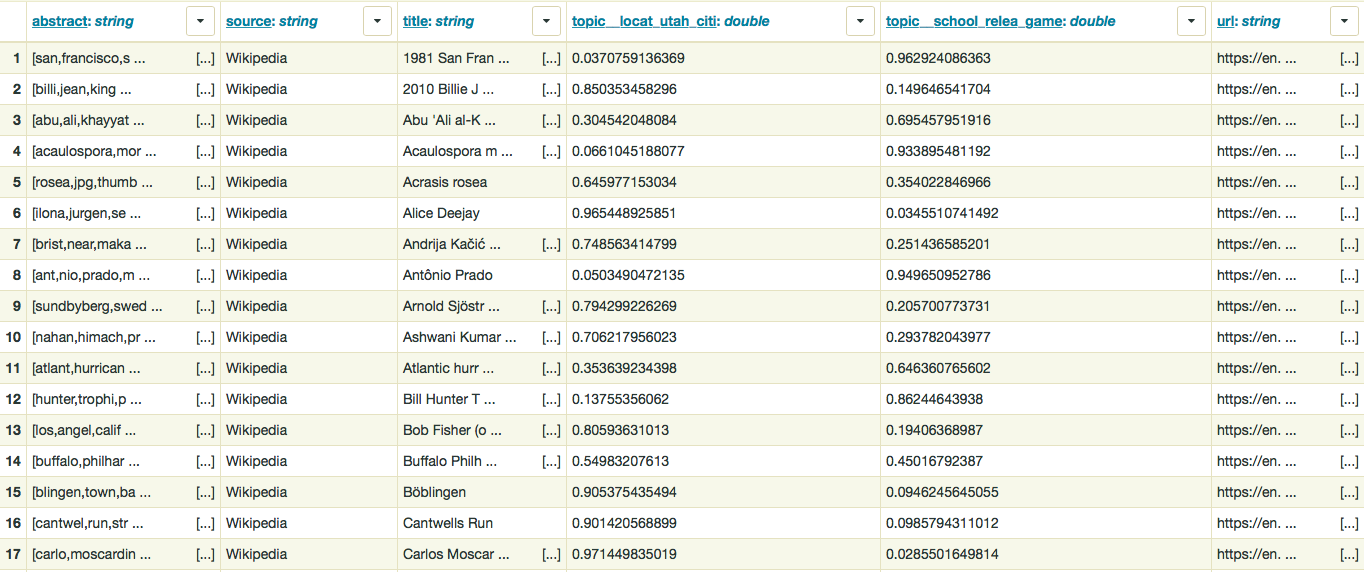 abstract: string source: string title: string topic__locat_utah_citi: double topic__school_relea_game: double url: string
1 [san,francisco,s ... [...] Wikipedia 1981 San Fran ... [...] 0.0370759136369 0.962924086363 https://en. ... [...]
2 [billi,jean,king ... [...] Wikipedia 2010 Billie J ... [...] 0.850353458296 0.149646541704 https://en. ... [...]
3 [abu,ali,khayyat ... [...] Wikipedia Abu 'Ali al-K ... [...] 0.304542048084 0.695457951916 https://en. ... [...]
4 [acaulospora,mor ... [...] Wikipedia Acaulospora m ... [...] 0.0661045188077 0.933895481192 https://en. ... [...]
5 [rosea,jpg,thumb ... [...] Wikipedia Acrasis rosea 0.645977153034 0.354022846966 https://en. ... [...]
6 [ilona,jurgen,se ... [...] Wikipedia Alice Deejay 0.965448925851 0.0345510741492 https://en. ... [...]
7 [brist,near,maka ... [...] Wikipedia Andrija Kačić ... [...] 0.748563414799 0.251436585201 https://en. ... [...]
8 [ant,nio,prado,m ... [...] Wikipedia Antônio Prado 0.0503490472135 0.949650952786 https://en. ... [...]
9 [sundbyberg,swed ... [...] Wikipedia Arnold Sjöstr ... [...] 0.794299226269 0.205700773731 https://en. ... [...]
10 [nahan,himach,pr ... [...] Wikipedia Ashwani Kumar ... [...] 0.706217956023 0.293782043977 https://en. ... [...]
11 [atlant,hurrican ... [...] Wikipedia Atlantic hurr ... [...] 0.353639234398 0.646360765602 https://en. ... [...]
12 [hunter,trophi,p ... [...] Wikipedia Bill Hunter T ... [...] 0.13755356062 0.86244643938 https://en. ... [...]
13 [los,angel,calif ... [...] Wikipedia Bob Fisher (o ... [...] 0.80593631013 0.19406368987 https://en. ... [...]
14 [buffalo,philhar ... [...] Wikipedia Buffalo Philh ... [...] 0.54983207613 0.45016792387 https://en. ... [...]
15 [blingen,town,ba ... [...] Wikipedia Böblingen 0.905375435494 0.0946245645055 https://en. ... [...]
16 [cantwel,run,str ... [...] Wikipedia Cantwells Run 0.901420568899 0.0985794311012 https://en. ... [...]
17 [carlo,moscardin ... [...] Wikipedia Carlos Moscar ... [...] 0.971449835019 0.0285501649814 https://en. ... [...]